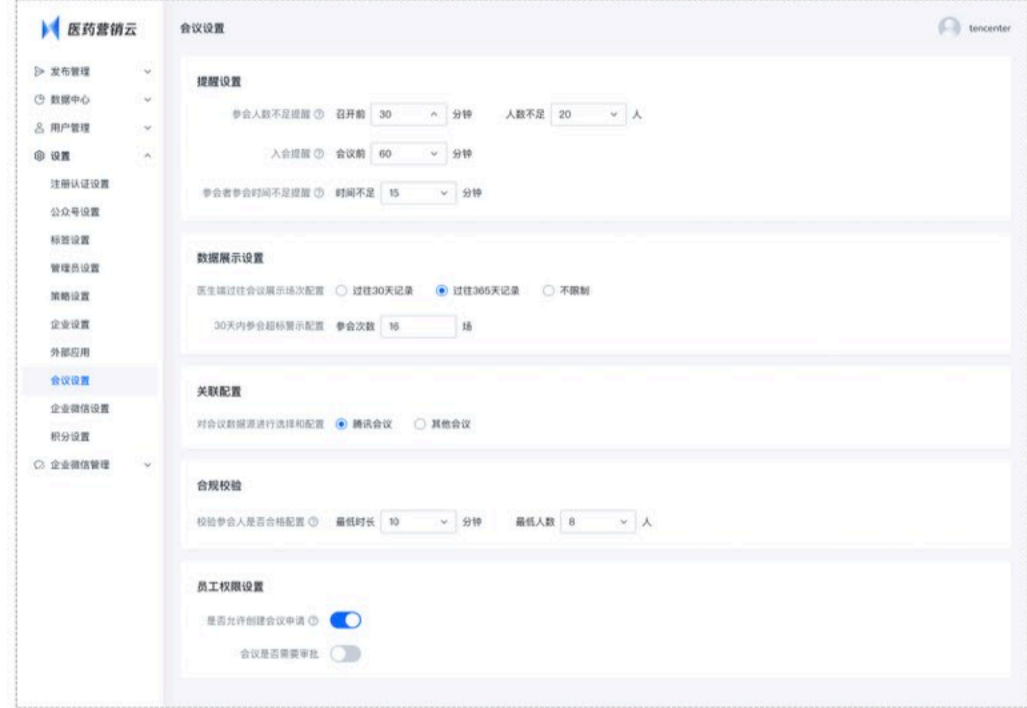 医药营销云
会议设置
tencenter
发布管理
数据中心
用户管理
设置
注册认证设置
公众号设置
标签设置
管理员设置
策略设置
企业设置
外部应用
会议设置
企业微信设置
积分设置
企业微信管理
提醒设置
参会人数不足提醒 召开前 30 分钟 人数不足 20 人
入会提醒 会议前 60 分钟
参会者参会时间不足提醒 时间不足 15 分钟
数据展示设置
医生端过往会议展示场次配置 过往30天记录 过往365天记录 不限制
30天内参会超标警示配置 参会次数 16 场
关联配置
对会议数据源进行选择和配置 腾讯会议 其他会议
合规校验
校验参会人是否合格配置 最低时长 10 分钟 最低人数 8 人
员工权限设置
是否允许创建会议申请
会议是否需要审批